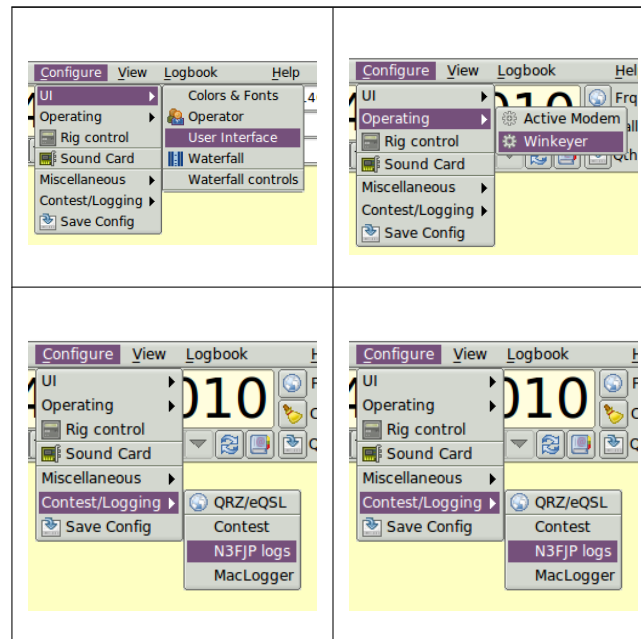 Configure View Logbook Help
UI Colors & Fonts
Operating Operator
Rig control User Interface
Sound Card Waterfall
Miscellaneous Waterfall controls
Contest/Logging
Save Config
Configure View Logbook Hel
UI Frq
Operating Active Modem
Rig control Winkeyer
Sound Card Qth
Miscellaneous
Contest/Logging
Save Config
Configure View Logbook
UI
Operating 010
Rig control
Sound Card
Miscellaneous
Contest/Logging QRZ/eQSL
Save Config Contest
N3FJP logs
MacLogger
Configure View Logbook
UI
Operating 010
Rig control
Sound Card
Miscellaneous
Contest/Logging QRZ/eQSL
Save Config Contest
N3FJP logs
MacLogger